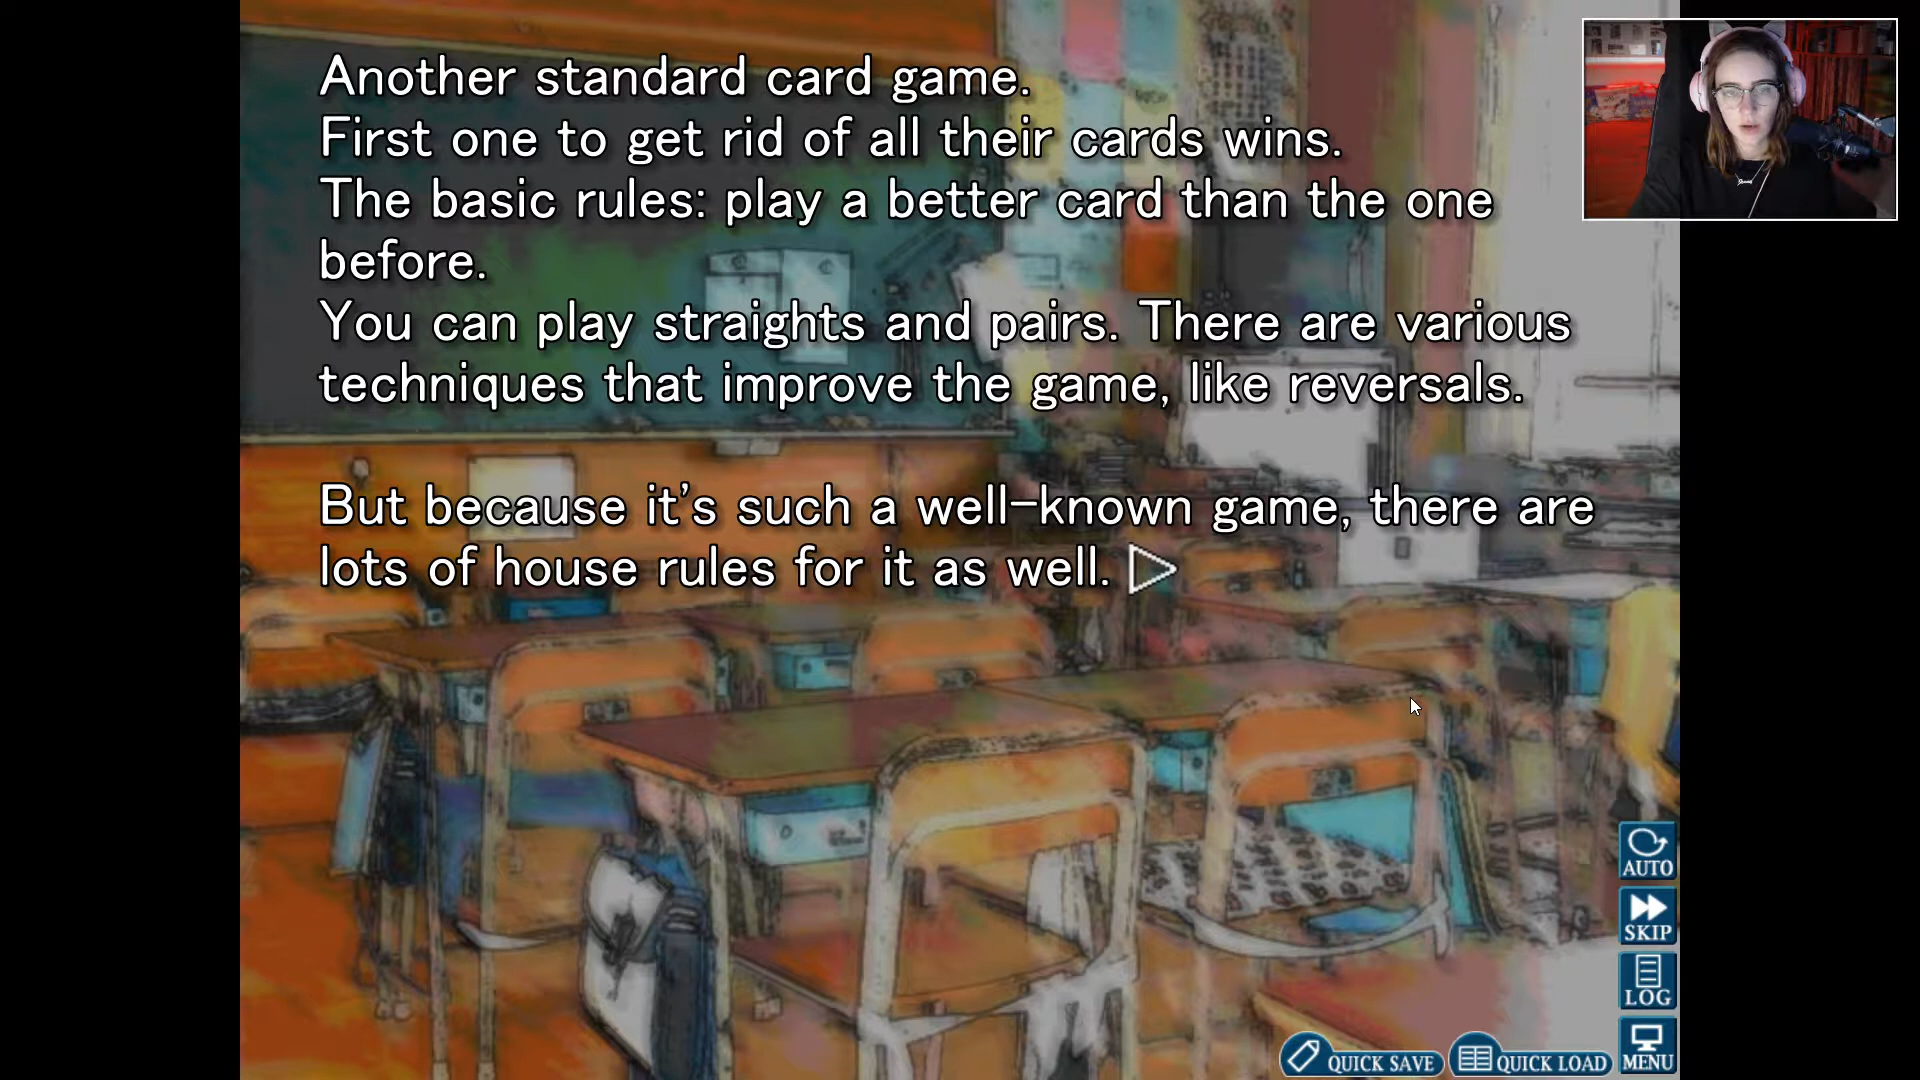 Another standard card game.
First one to get rid of all their cards wins.
The basic rules: play a better card than the one
before.
You can play straights and pairs. There are various
techniques that improve the game, like reversals.
But because it's such a well-known game, there are
lots of house rules for it as well.
AUTO
SKIP
LOG
MENU
QUICK SAVE
QUICK LOAD